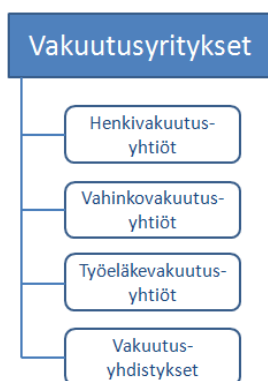 Vakuutusyritykset
Henkivakuutus-
yhtiöt
Vahinkovakuutus-
yhtiöt
Työeläkevakuutus-
yhtiöt
Vakuutus-
yhdistykset